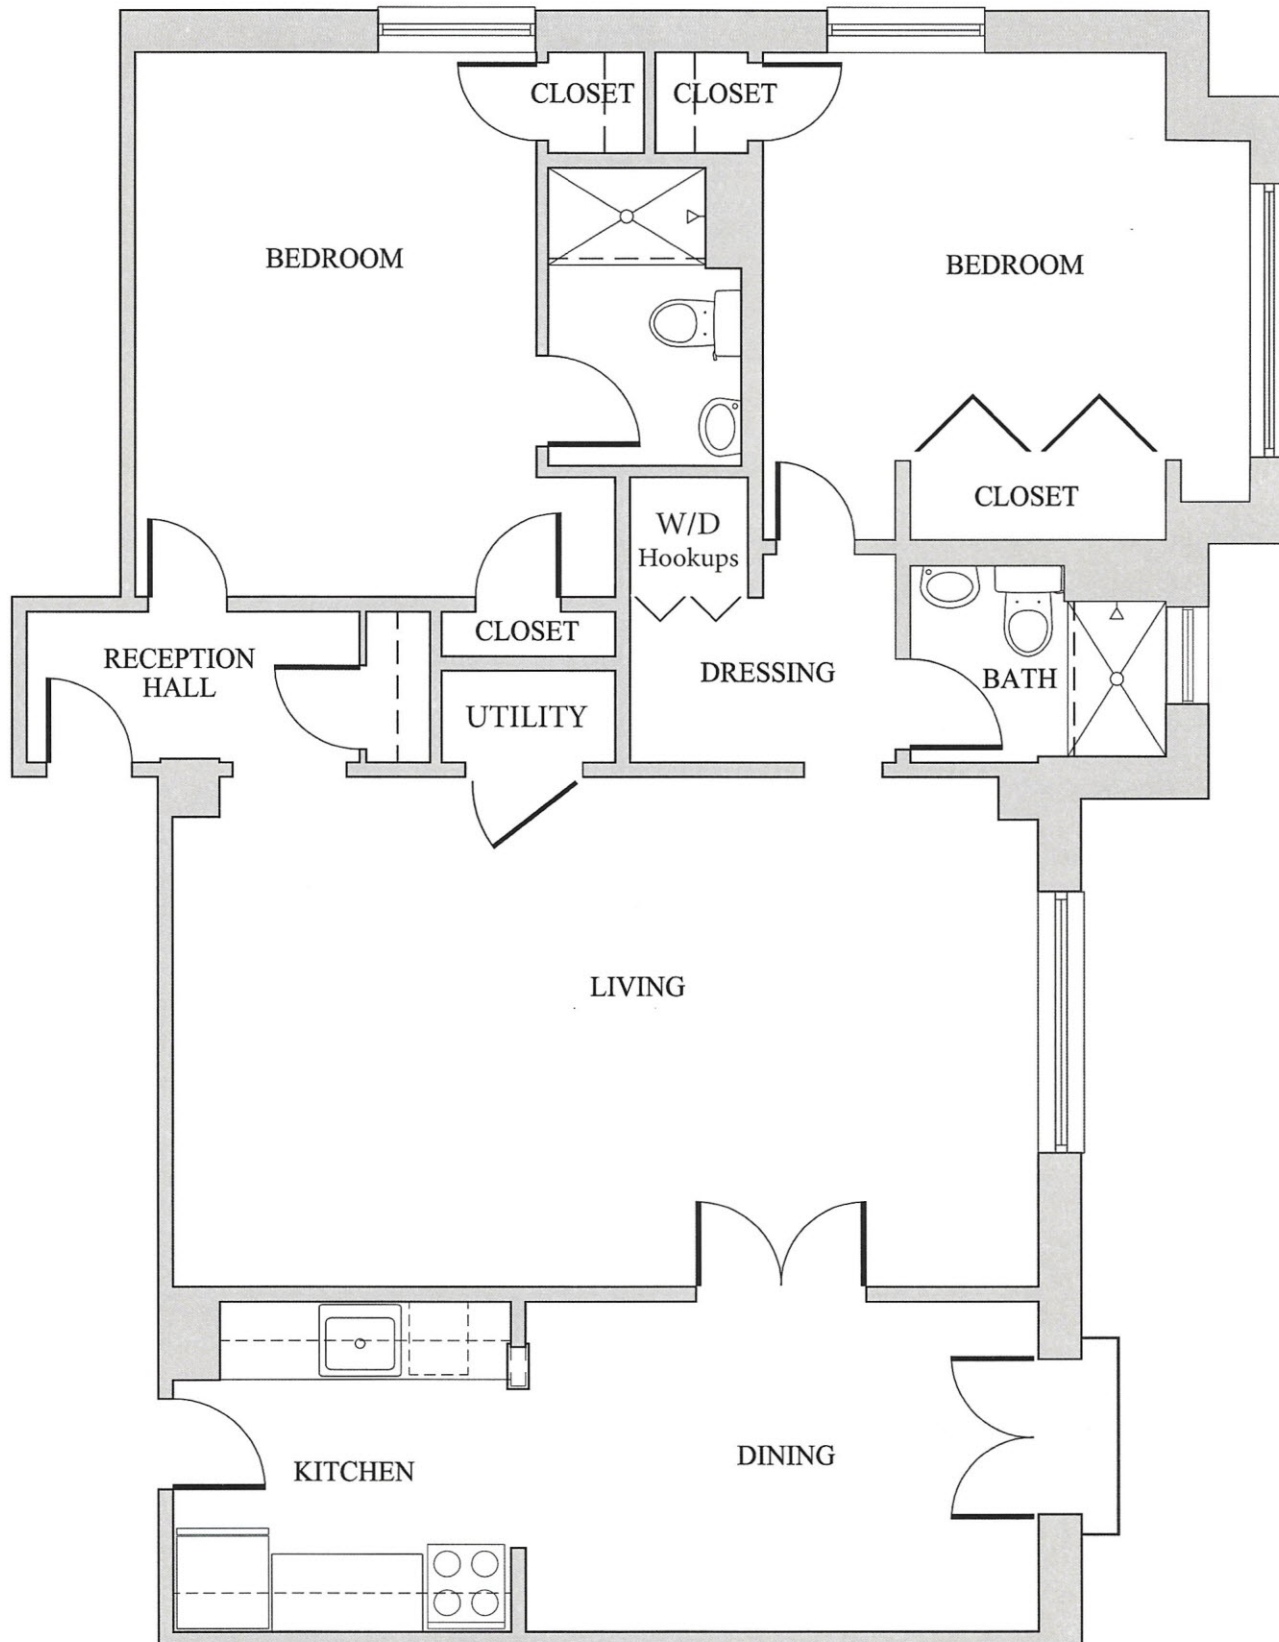 CLOSET
CLOSET
BEDROOM
BEDROOM
CLOSET
W/D
Hookups
CLOSET
RECEPTION
HALL
DRESSING
BATH
UTILITY
LIVING
KITCHEN
DINING